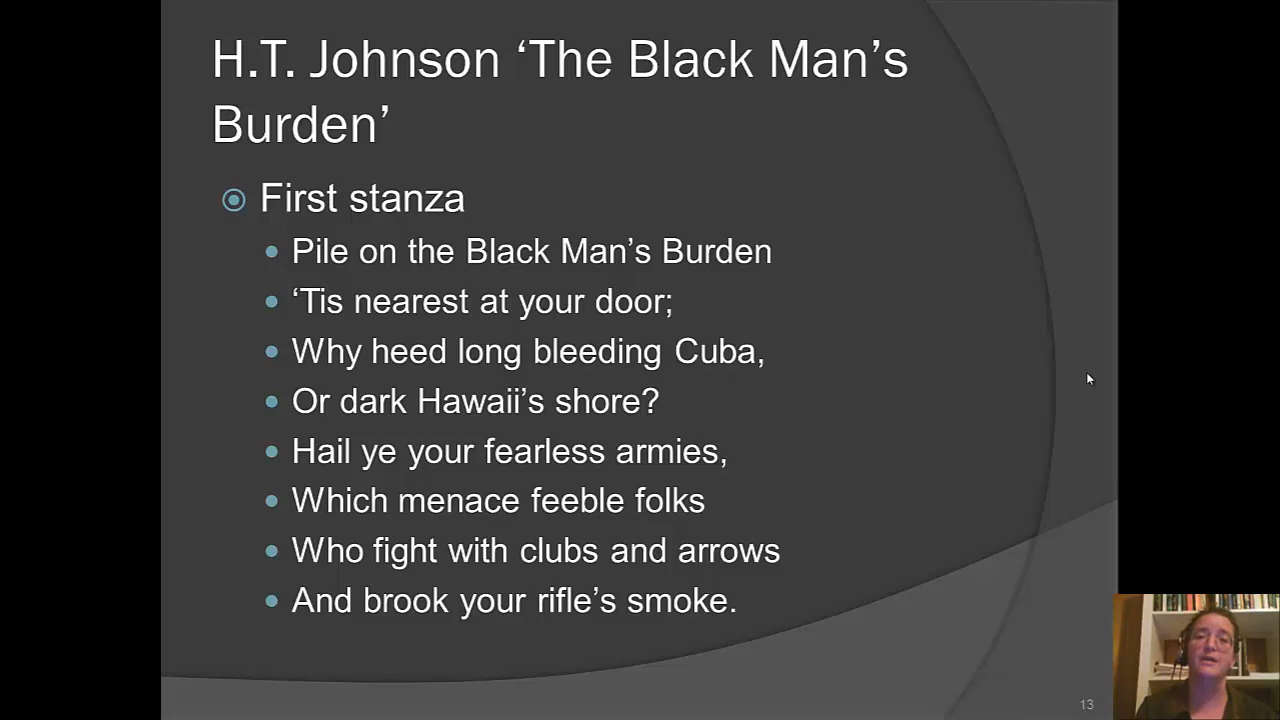 H.T. Johnson ‘The Black Man’s
Burden’
First stanza
Pile on the Black Man’s Burden
‘Tis nearest at your door;
Why heed long bleeding Cuba,
Or dark Hawaii’s shore?
Hail ye your fearless armies,
Which menace feeble folks
Who fight with clubs and arrows
And brook your rifle’s smoke.
13